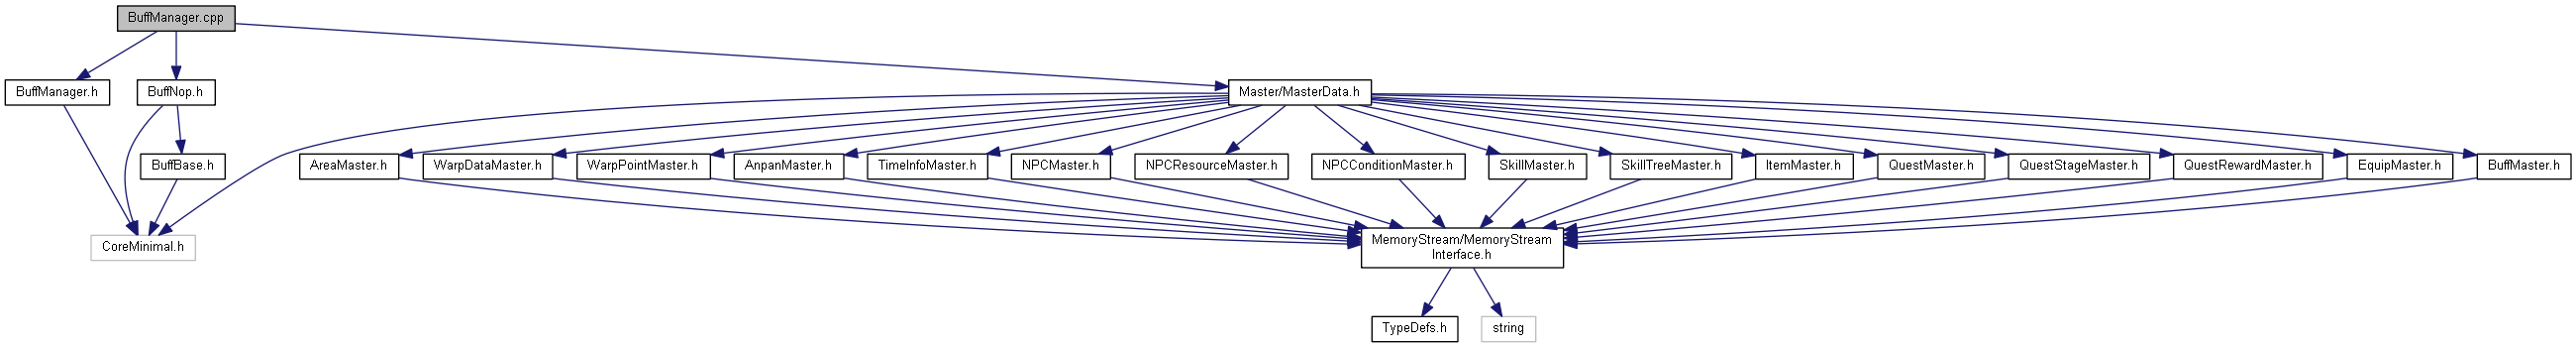 BuffManager.cpp
BuffManager.h
BuffNop.h
Master/MasterData.h
BuffBase.h
AreaMaster.h
WarpDataMaster.h
WarpPointMaster.h
AnpanMaster.h
TimeInfoMaster.h
NPCMaster.h
NPCResourceMaster.h
NPCConditionMaster.h
SkillMaster.h
SkillTreeMaster.h
ItemMaster.h
QuestMaster.h
QuestStageMaster.h
QuestRewardMaster.h
EquipMaster.h
BuffMaster.h
CoreMinimal.h
MemoryStream/MemoryStream
Interface.h
TypeDefs.h
string